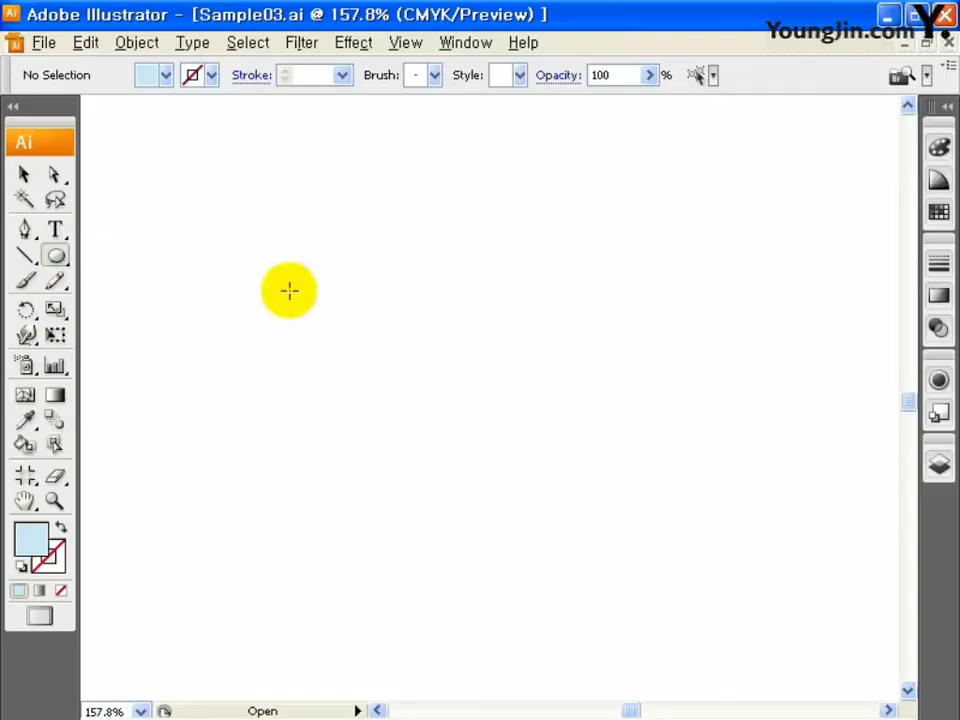 Ai Adobe Illustrator - [Sample03.ai @ 157.8% (CMYK/Preview) ]
YoungJin.com Y.
File Edit Object Type Select Filter Effect View Window Help
No Selection Stroke: Brush: Style: Opacity: 100 %
Ai
T
157.8% Open